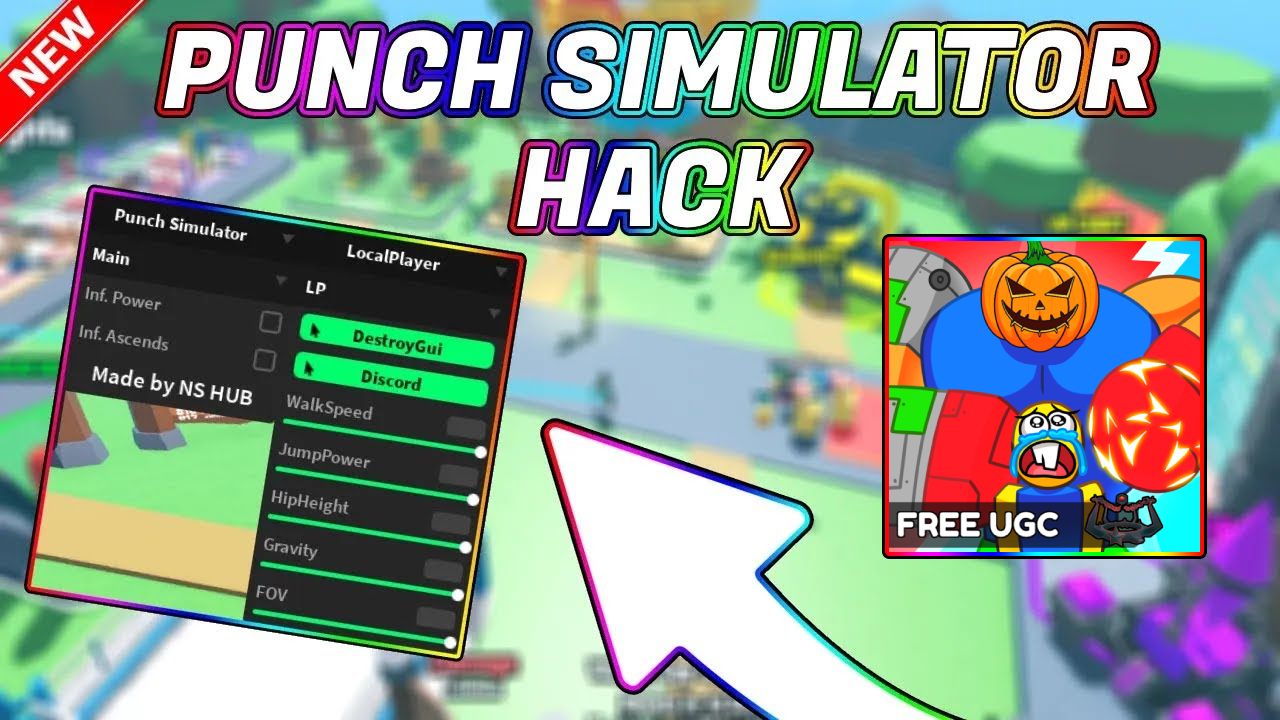 NEW
PUNCH SIMULATOR
HACK
Punch Simulator
LocalPlayer
Main
LP
Inf. Power
DestroyGui
Inf. Ascends
Discord
Made by NS HUB
WalkSpeed
JumpPower
HipHeight
Gravity
FOV
FREE UGC